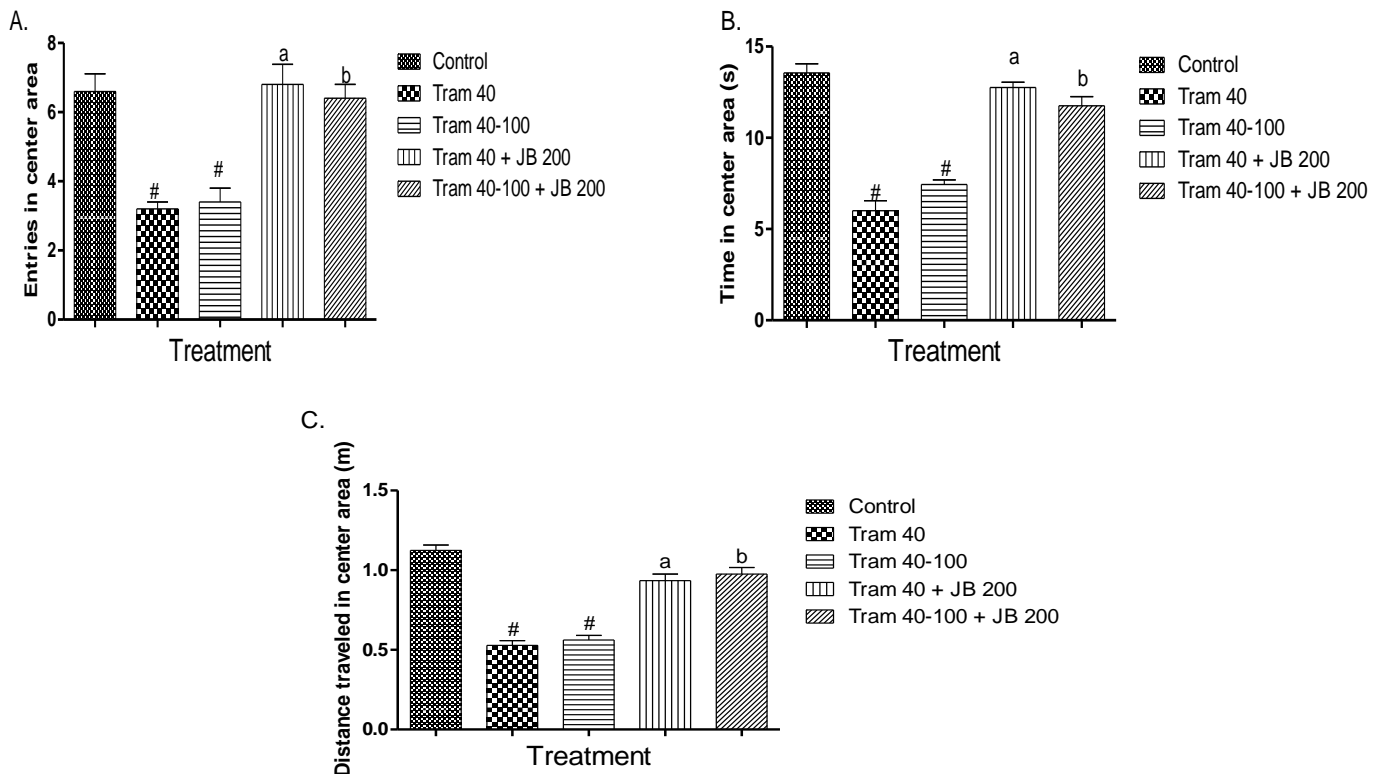 A.
Entries in center area
8
6
4
2
0
#
#
a
b
Treatment
Control
Tram 40
Tram 40-100
Tram 40 + JB 200
Tram 40-100 + JB 200
B.
Time in center area (s)
15
10
5
0
#
#
a
b
Treatment
Control
Tram 40
Tram 40-100
Tram 40 + JB 200
Tram 40-100 + JB 200
C.
Distance traveled in center area (m)
1.5
1.0
0.5
0.0
#
#
a
b
Treatment
Control
Tram 40
Tram 40-100
Tram 40 + JB 200
Tram 40-100 + JB 200